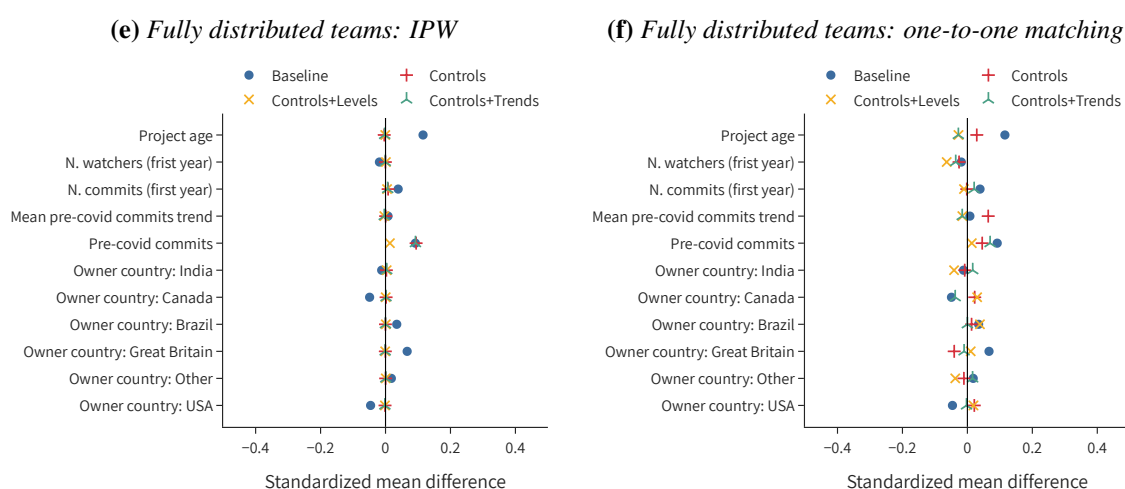 (e) Fully distributed teams: IPW
Baseline
Controls
Controls+Levels
Controls+Trends
Project age
N. watchers (frist year)
N. commits (first year)
Mean pre-covid commits trend
Pre-covid commits
Owner country: India
Owner country: Canada
Owner country: Brazil
Owner country: Great Britain
Owner country: Other
Owner country: USA
−0.4 −0.2 0 0.2 0.4
Standardized mean difference
(f) Fully distributed teams: one-to-one matching
Baseline
Controls
Controls+Levels
Controls+Trends
Project age
N. watchers (frist year)
N. commits (first year)
Mean pre-covid commits trend
Pre-covid commits
Owner country: India
Owner country: Canada
Owner country: Brazil
Owner country: Great Britain
Owner country: Other
Owner country: USA
−0.4 −0.2 0 0.2 0.4
Standardized mean difference